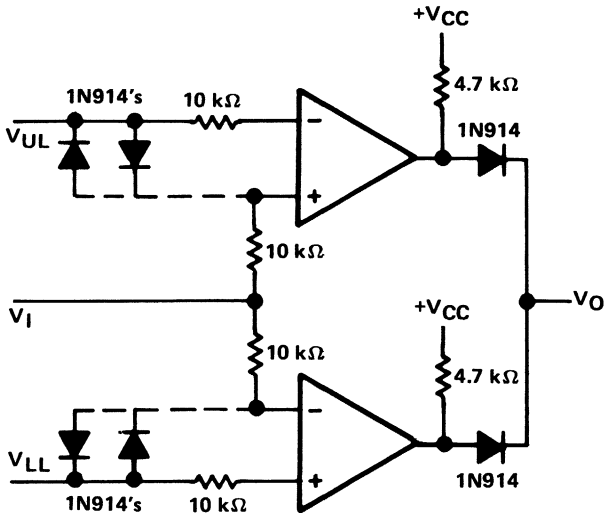 +VCC
1N914's
10 kΩ
4.7 kΩ
VUL
1N914
−
+
10 kΩ
VI
VO
+VCC
10 kΩ
4.7 kΩ
−
VLL
+
1N914's
10 kΩ
1N914